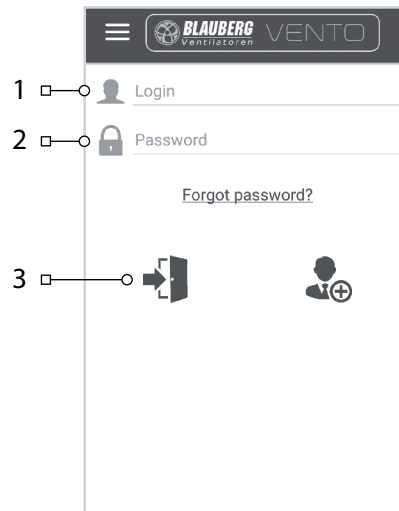 BLAUBERG VENTO
Ventilatoren
1 Login
2 Password
Forgot password?
3